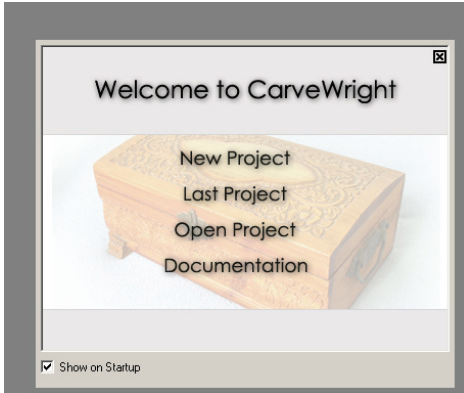 Welcome to CarveWright
New Project
Last Project
Open Project
Documentation
Show on Startup